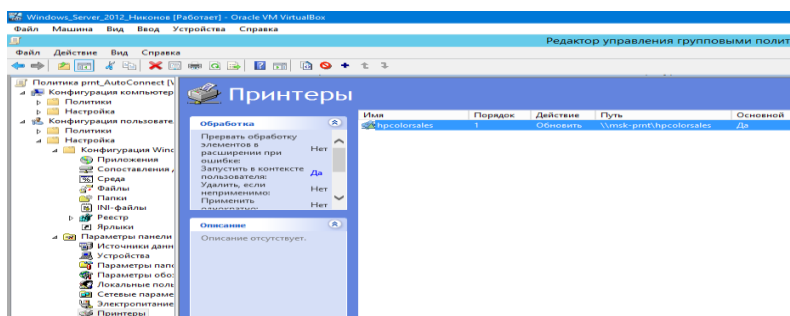 Windows_Server_2012_Никонов [Работает] - Oracle VM VirtualBox
Файл Машина Вид Ввод Устройства Справка
Редактор управления групповыми полит
Файл Действие Вид Справка
Политика prnt_AutoConnect [\
Конфигурация компьютер
Политики
Настройка
Конфигурация пользовате
Политики
Настройка
Конфигурация Winc
Приложения
Сопоставления
Среда
Файлы
Папки
INI-файлы
Реестр
Ярлыки
Параметры панели
Источники данн
Устройства
Параметры папо
Параметры обо:
Локальные поль
Сетевые параме
Электропитание
Принтеры
Принтеры
Обработка
Прервать обработку элементов в расширении при ошибке: Нет
Запустить в контексте пользователя: Да
Удалить, если неприменимо: Нет
Применить однократно: Нет
Описание
Описание отсутствует.
Имя Порядок Действие Путь Основной
hpcolorsales 1 Обновить \\msk-prnt\hpcolorsales Да